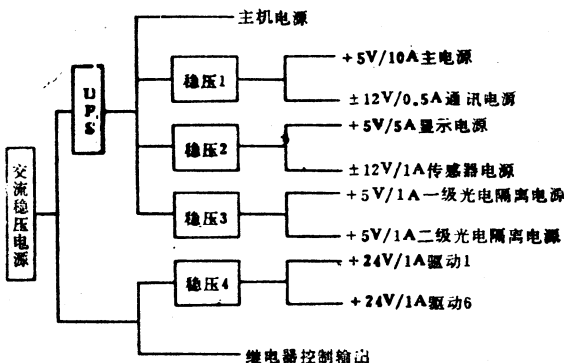 主机电源
+5V/10A主电源
稳压1
UPS
±12V/0.5A通讯电源
+5V/5A显示电源
稳压2
±12V/1A传感器电源
交流稳压电源
+5V/1A一级光电隔离电源
稳压3
+5V/1A二级光电隔离电源
+24V/1A驱动1
稳压4
+24V/1A驱动6
继电器控制输出